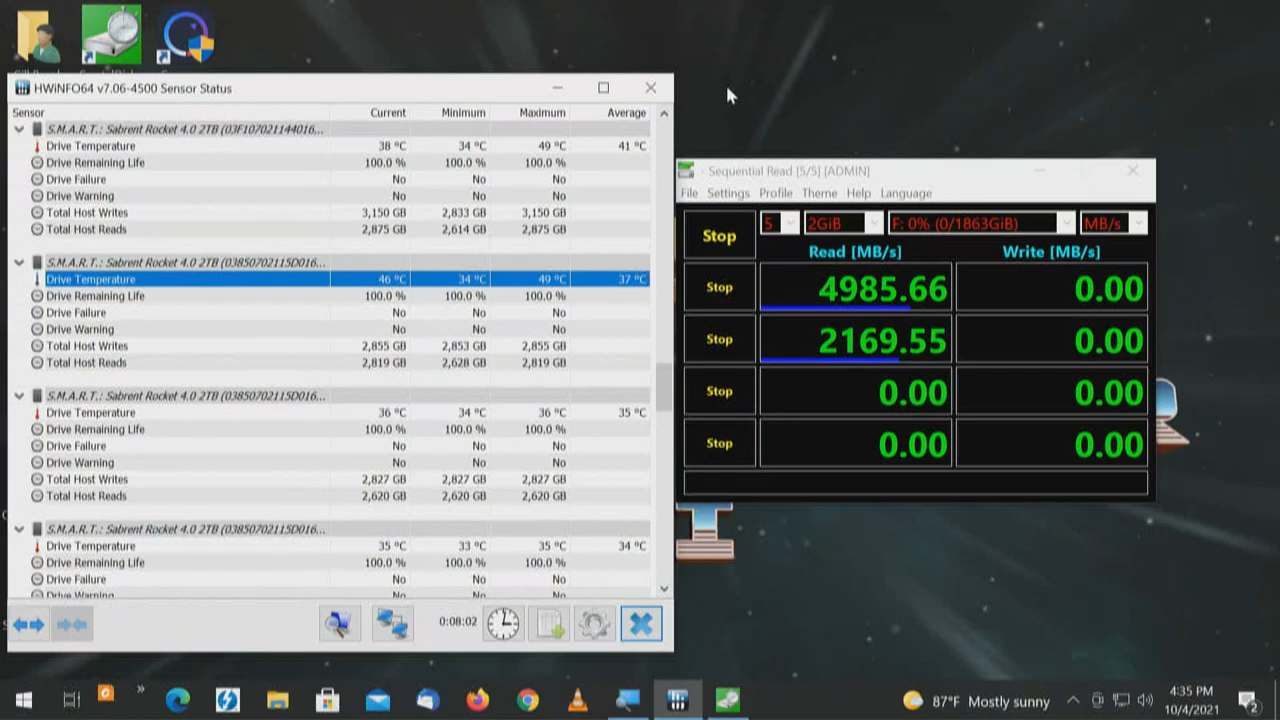 HWiNFO64 v7.06-4500 Sensor Status
Sensor Current Minimum Maximum Average
S.M.A.R.T.: Sabrent Rocket 4.0 2TB (03F107021144016...
Drive Temperature 38 °C 34 °C 49 °C 41 °C
Drive Remaining Life 100.0 % 100.0 % 100.0 %
Drive Failure No No No
Drive Warning No No No
Total Host Writes 3,150 GB 2,833 GB 3,150 GB
Total Host Reads 2,875 GB 2,614 GB 2,875 GB
S.M.A.R.T.: Sabrent Rocket 4.0 2TB (03850702115D016...
Drive Temperature 46 °C 34 °C 49 °C 37 °C
Drive Remaining Life 100.0 % 100.0 % 100.0 %
Drive Failure No No No
Drive Warning No No No
Total Host Writes 2,855 GB 2,853 GB 2,855 GB
Total Host Reads 2,819 GB 2,628 GB 2,819 GB
S.M.A.R.T.: Sabrent Rocket 4.0 2TB (03850702115D016...
Drive Temperature 36 °C 34 °C 36 °C 35 °C
Drive Remaining Life 100.0 % 100.0 % 100.0 %
Drive Failure No No No
Drive Warning No No No
Total Host Writes 2,827 GB 2,827 GB 2,827 GB
Total Host Reads 2,620 GB 2,620 GB 2,620 GB
S.M.A.R.T.: Sabrent Rocket 4.0 2TB (03850702115D016...
Drive Temperature 35 °C 33 °C 35 °C 34 °C
Drive Remaining Life 100.0 % 100.0 % 100.0 %
Drive Failure No No No
Drive Warning No No No
0:08:02
- Sequential Read [5/5] [ADMIN]
File Settings Profile Theme Help Language
Stop 5 2GiB F: 0% (0/1863GiB) MB/s
Read [MB/s] Write [MB/s]
Stop 4985.66 0.00
Stop 2169.55 0.00
Stop 0.00 0.00
Stop 0.00 0.00
87°F Mostly sunny
4:35 PM
10/4/2021
2